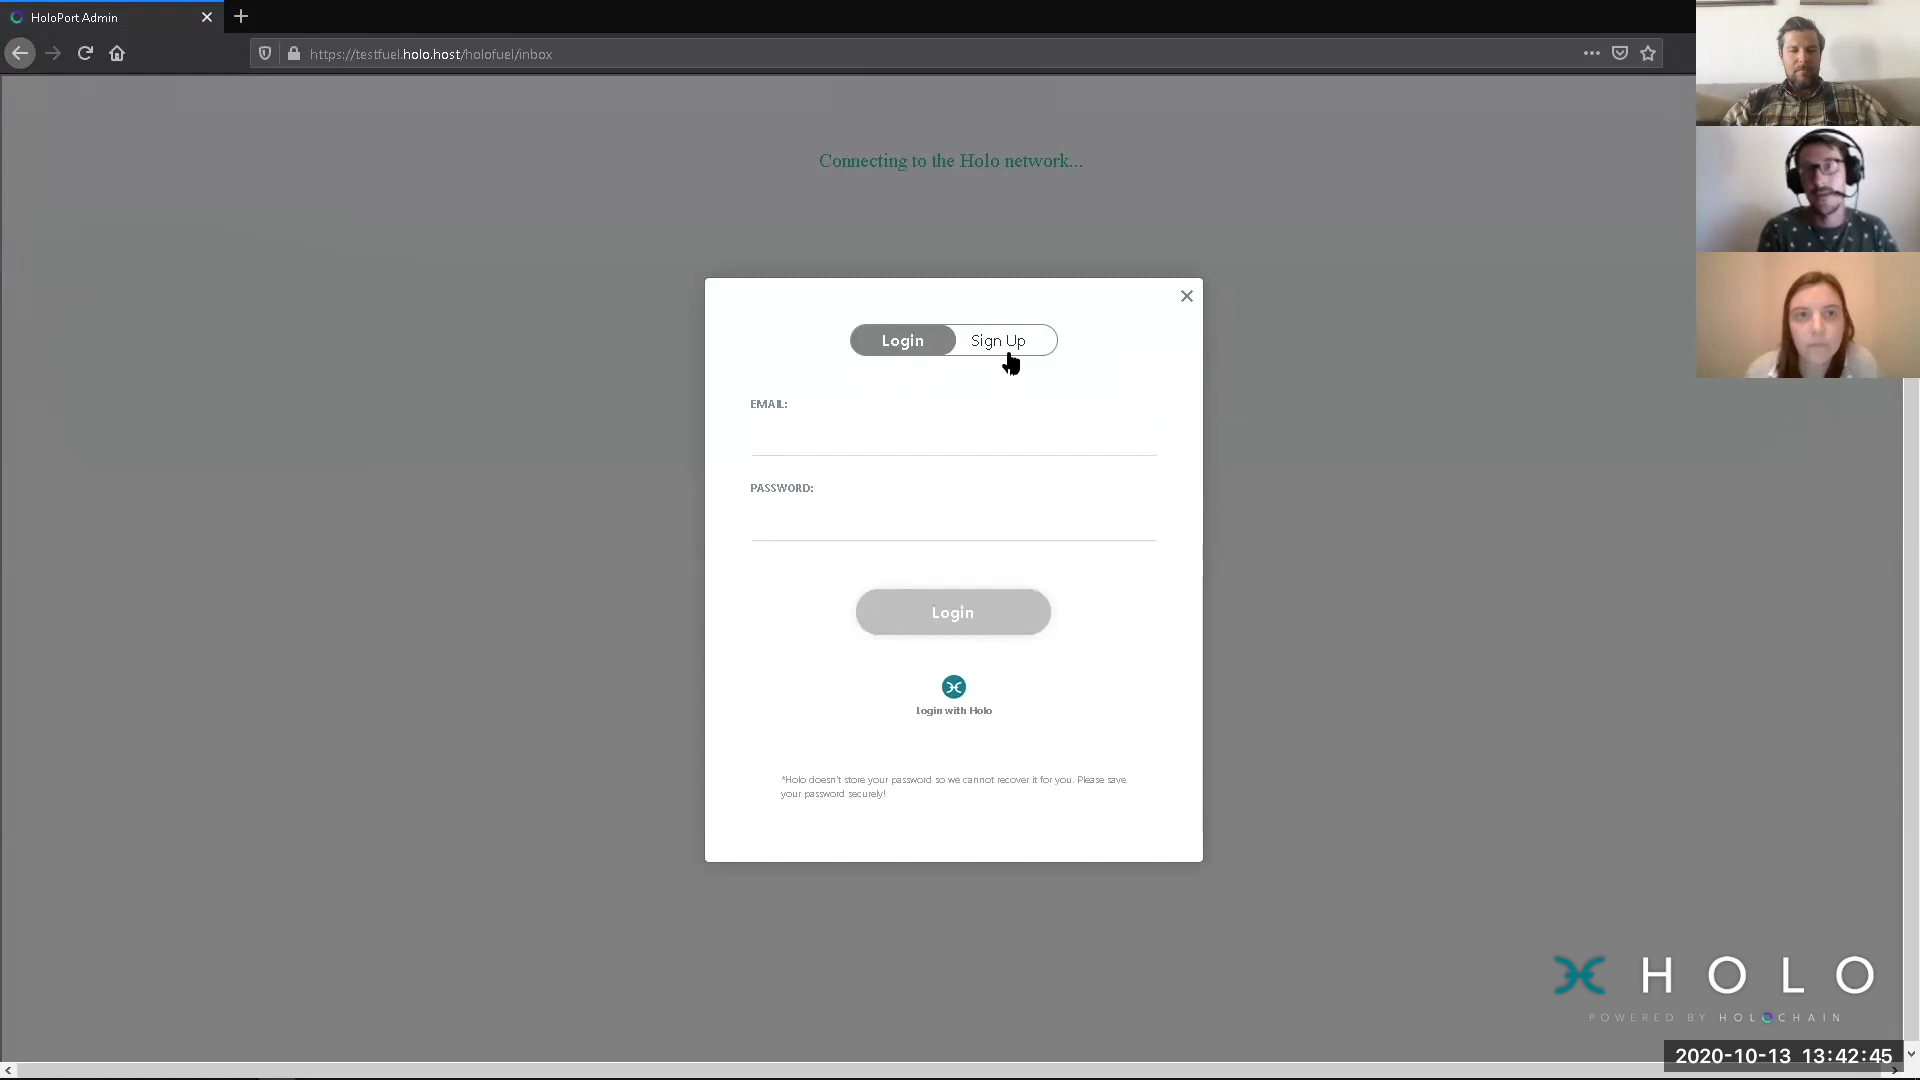 HoloPort Admin
https://testfuel.holo.host/holofuel/inbox
Connecting to the Holo network...
Login
Sign Up
EMAIL:
PASSWORD:
Login
Login with Holo
*Holo doesn't store your password so we cannot recover it for you. Please save
your password securely!
HOLO
POWERED BY HOLOCHAIN
2020-10-13 13:42:45